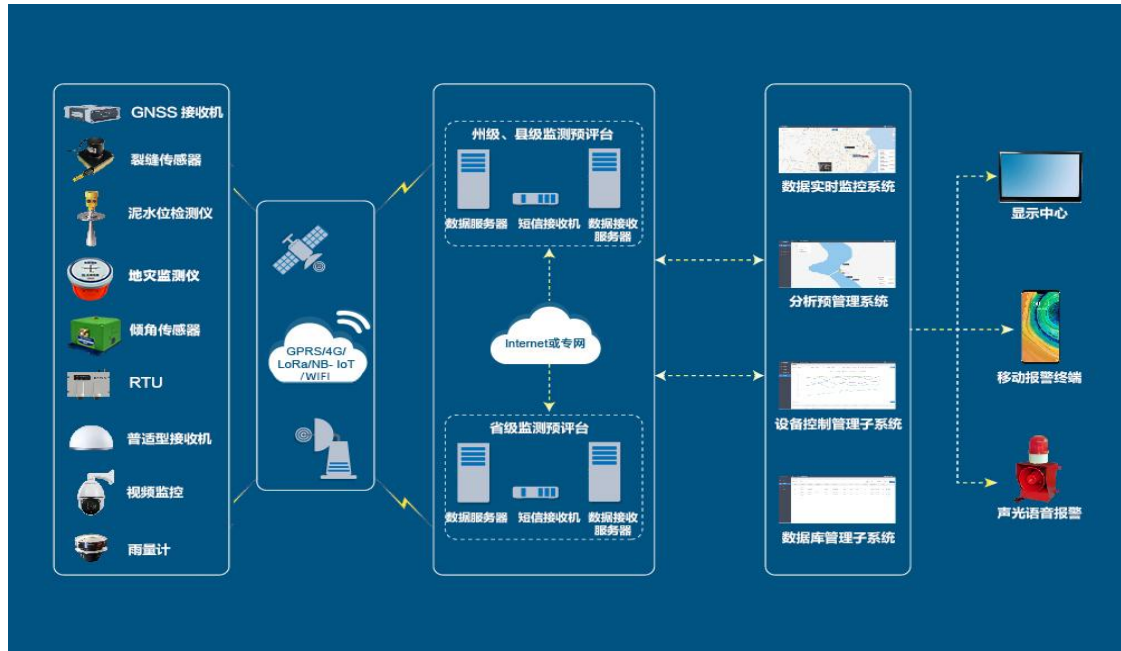 GNSS 接收机
裂缝传感器
泥水位检测仪
地灾监测仪
倾角传感器
RTU
普适型接收机
视频监控
雨量计
GPRS/4G/
LoRa/NB- IoT
/WIFI
州级、县级监测预评台
数据服务器
短信接收机
数据接收
服务器
Internet或专网
省级监测预评台
数据服务器
短信接收机
数据接收
服务器
数据实时监控系统
分析预管理系统
设备控制管理子系统
数据库管理子系统
显示中心
移动报警终端
声光语音报警